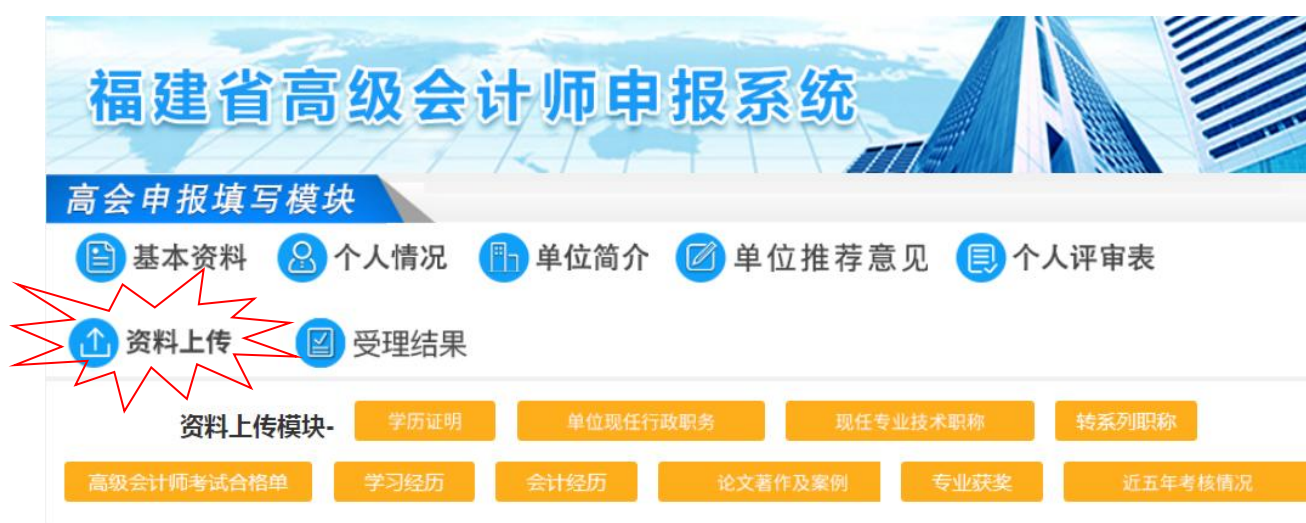 福建省高级会计师申报系统
高会申报填写模块
基本资料 个人情况 单位简介 单位推荐意见 个人评审表
资料上传 受理结果
资料上传模块- 学历证明 单位现任行政职务 现任专业技术职称 转系列职称
高级会计师考试合格单 学习经历 会计经历 论文著作及案例 专业获奖 近五年考核情况